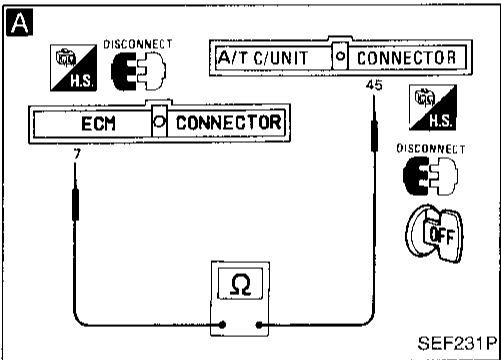 A
DISCONNECT
H.S.
A/T C/UNIT CONNECTOR
ECM CONNECTOR
45
H.S.
7
DISCONNECT
OFF
Ω
SEF231P